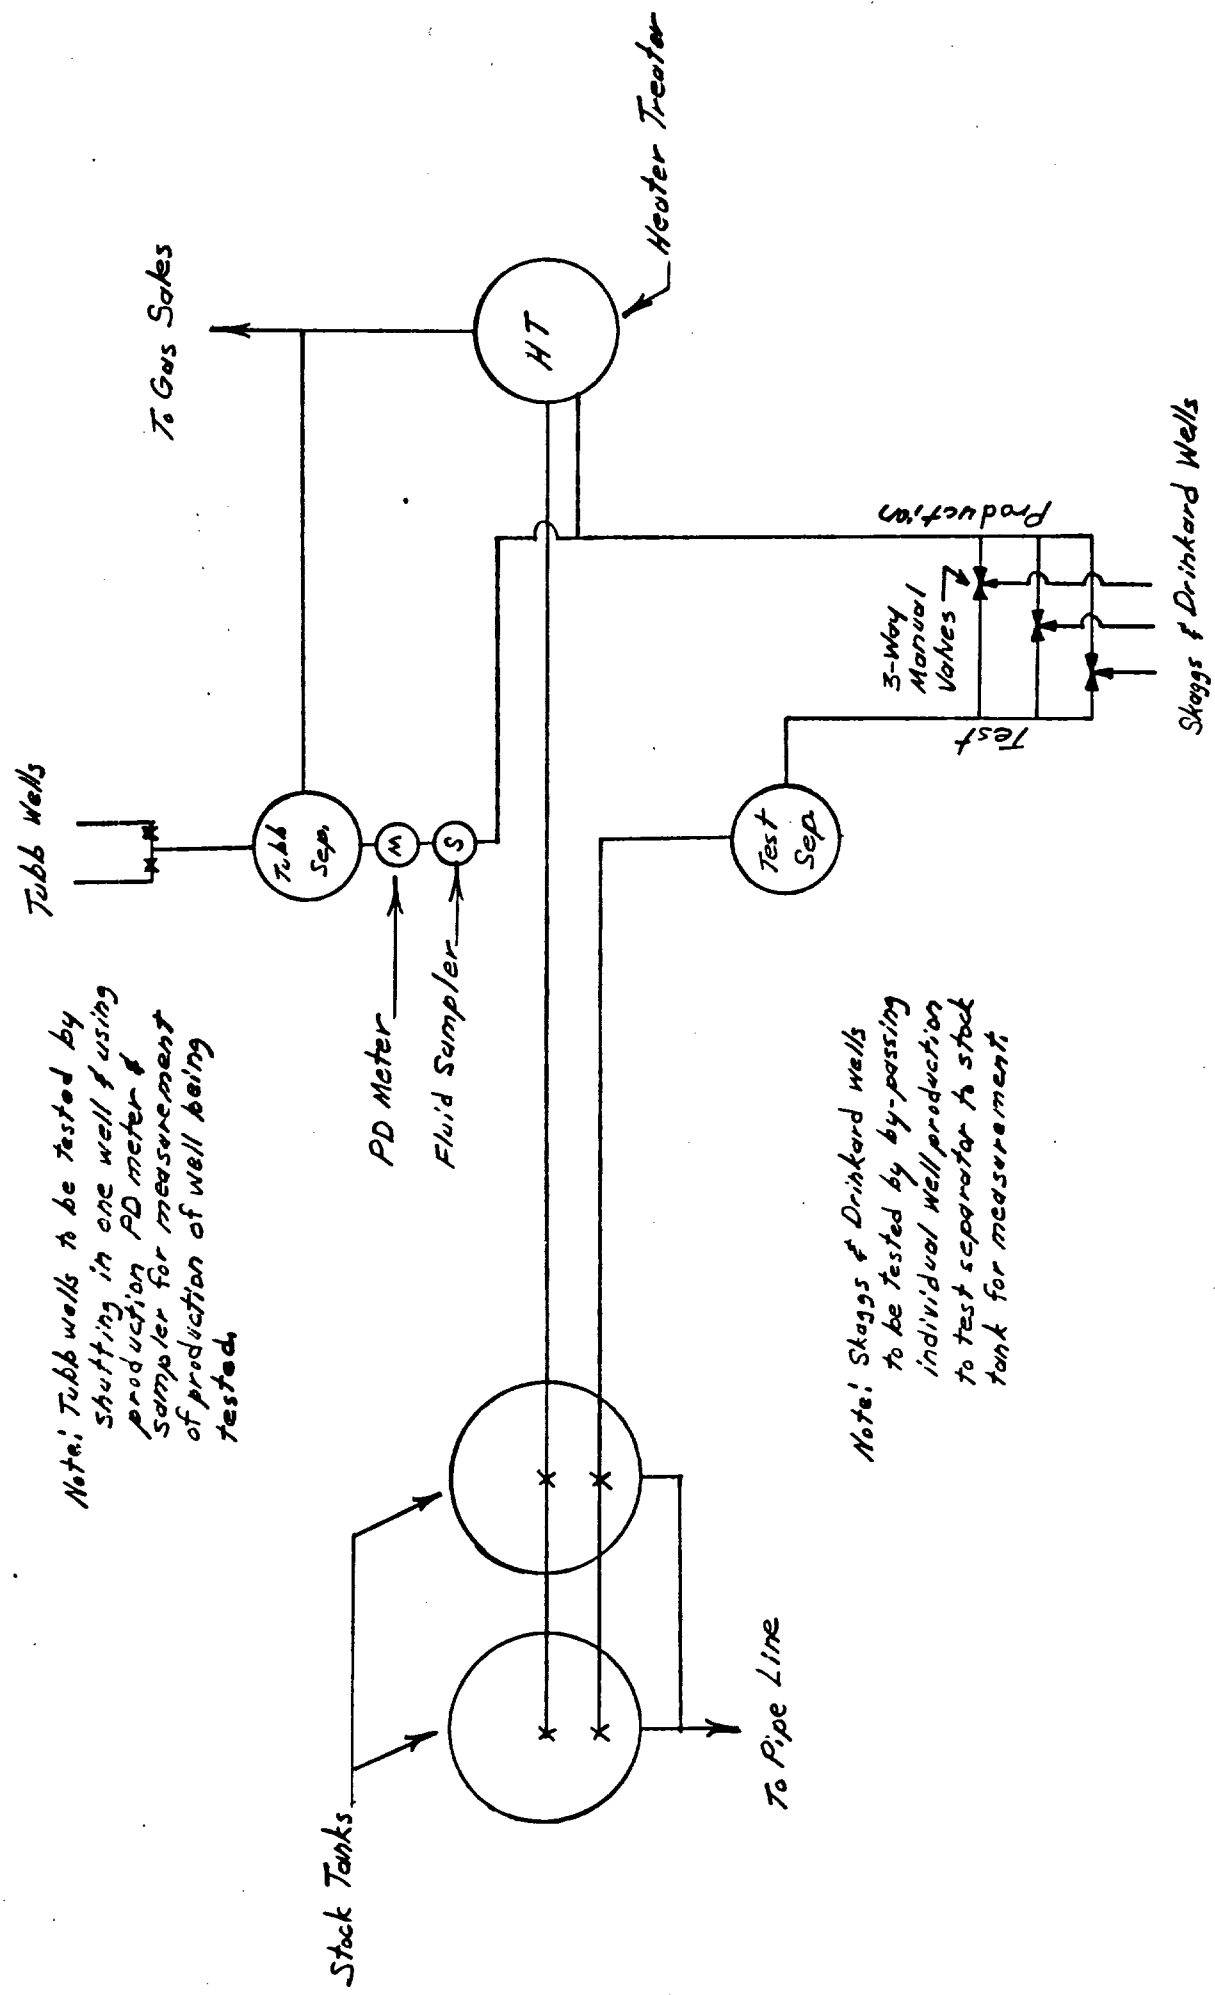 Note: Tubb wells to be tested by
shutting in one well & using
production PD meter &
sampler for measurement
of production of well being
tested.
Tubb Wells
To Gas Sales
Tubb
Sep.
M
S
PD Meter
Fluid Sampler
HT
Heater Treater
Stock Tanks
To Pipe Line
Note: Skaggs & Drinkard wells
to be tested by by-passing
individual well production
to test separator to stock
tank for measurement.
Test
Sep.
3-Way
Manual
Valves
Production
Test
Skaggs & Drinkard Wells